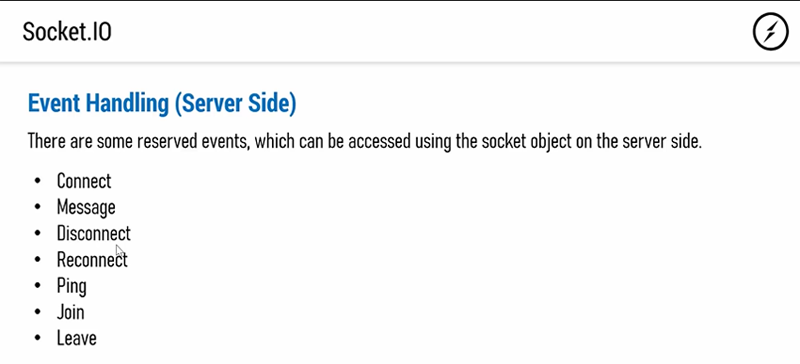 Socket.IO
Event Handling (Server Side)
There are some reserved events, which can be accessed using the socket object on the server side.
• Connect
• Message
• Disconnect
• Reconnect
• Ping
• Join
• Leave